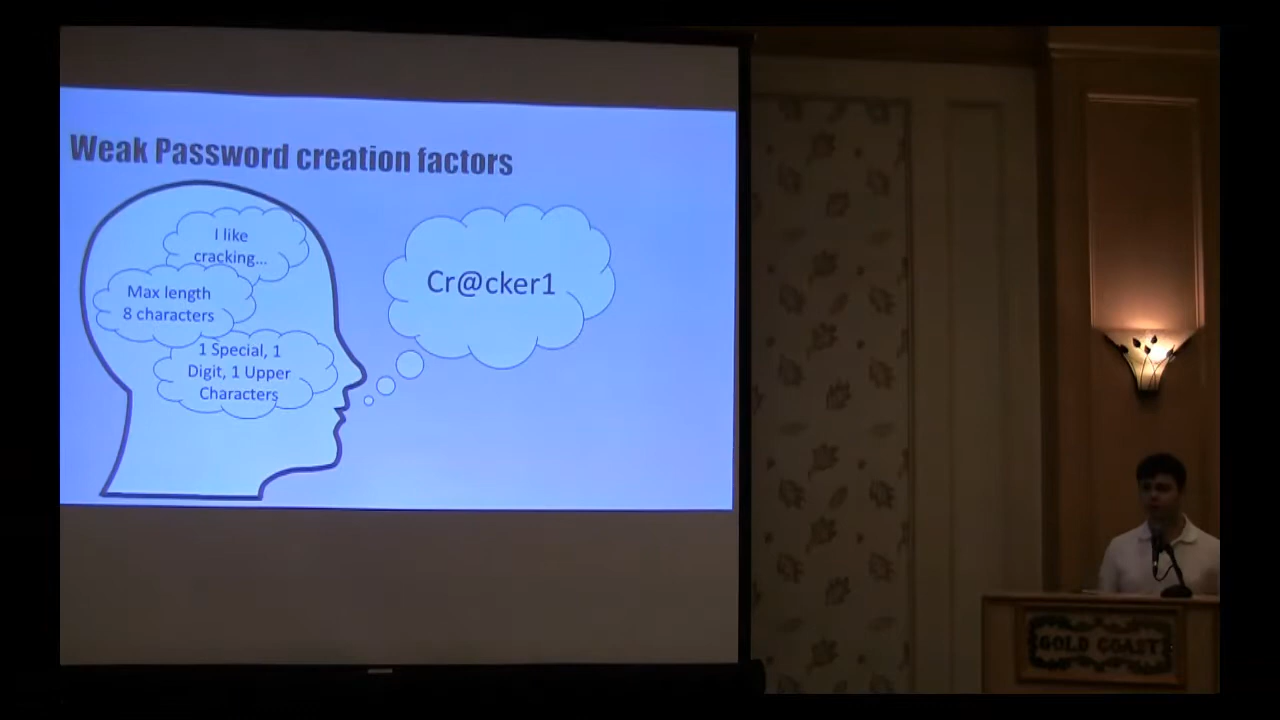 Weak Password creation factors
I like
cracking...
Max length
8 characters
1 Special, 1
Digit, 1 Upper
Characters
Cr@cker1
GOLD COAST